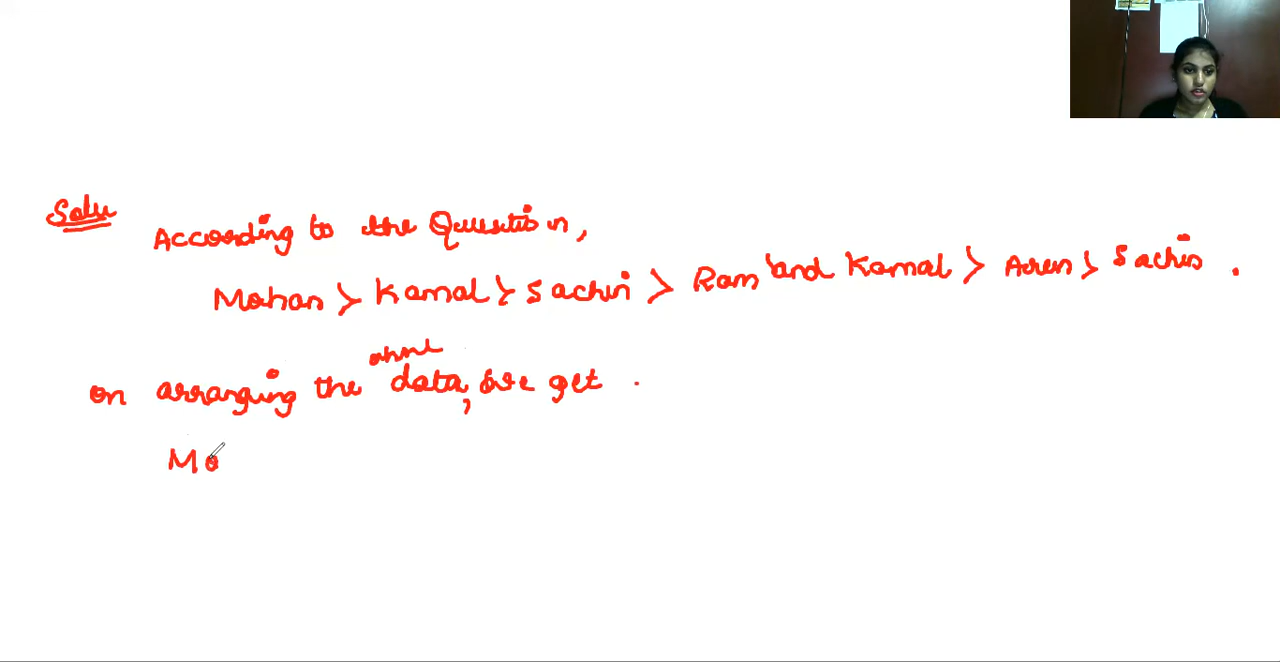 Solu
According to the Question,
Mohan > Kamal > Sachin > Ram and Kamal > Arun > Sachin.
on arranging the above data, we get.
Mo